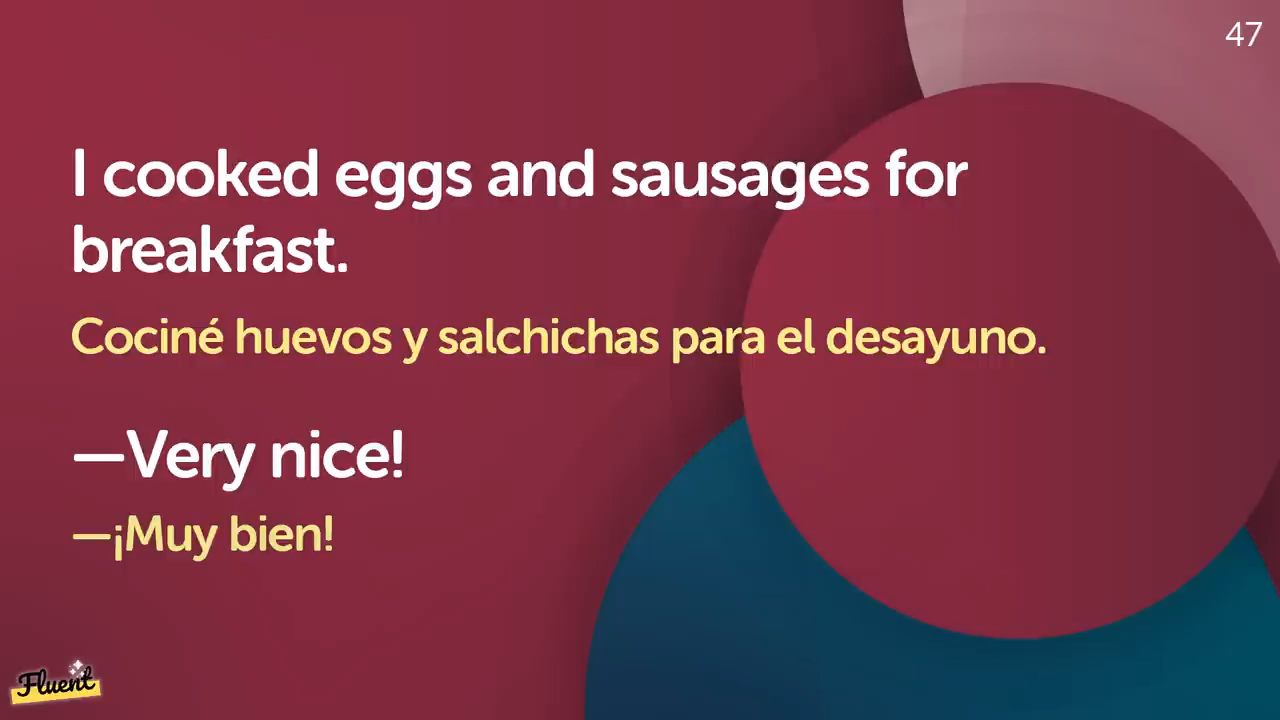 47
I cooked eggs and sausages for
breakfast.
Cociné huevos y salchichas para el desayuno.
—Very nice!
—¡Muy bien!
Fluent